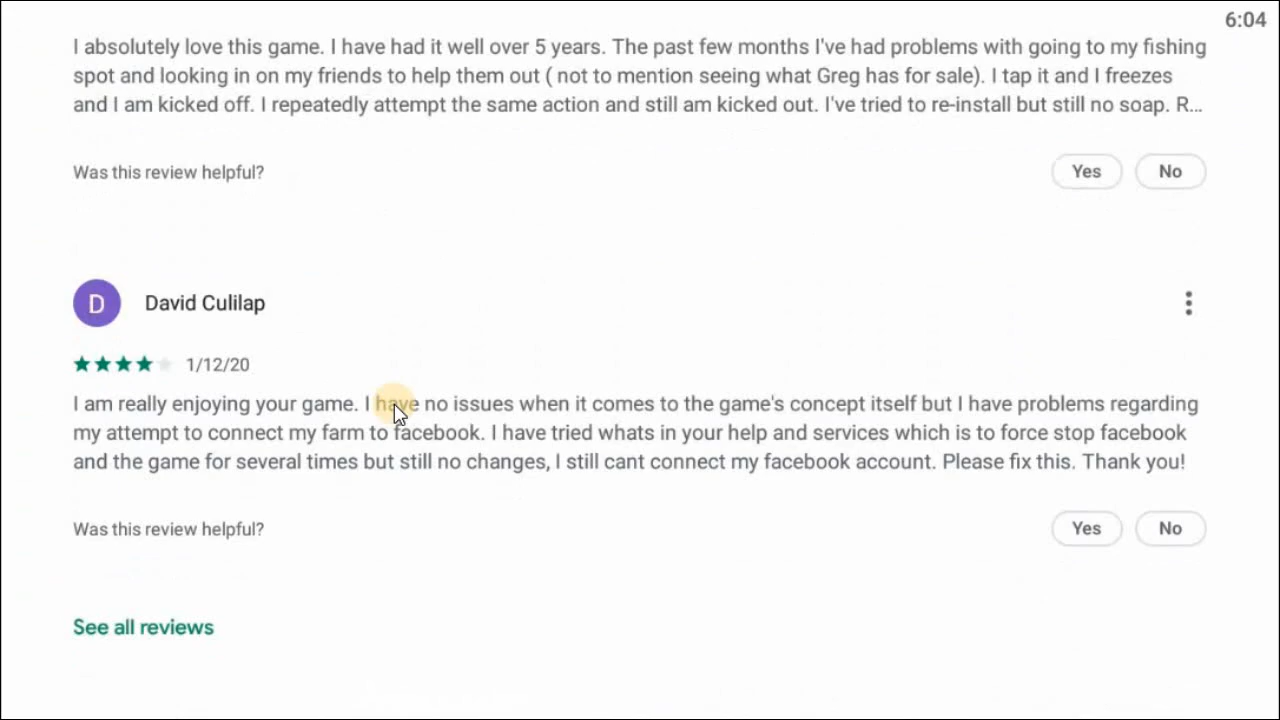 6:04
I absolutely love this game. I have had it well over 5 years. The past few months I've had problems with going to my fishing
spot and looking in on my friends to help them out ( not to mention seeing what Greg has for sale). I tap it and I freezes
and I am kicked off. I repeatedly attempt the same action and still am kicked out. I've tried to re-install but still no soap. R...
Was this review helpful? Yes No
D David Culilap
1/12/20
I am really enjoying your game. I have no issues when it comes to the game's concept itself but I have problems regarding
my attempt to connect my farm to facebook. I have tried whats in your help and services which is to force stop facebook
and the game for several times but still no changes, I still cant connect my facebook account. Please fix this. Thank you!
Was this review helpful? Yes No
See all reviews